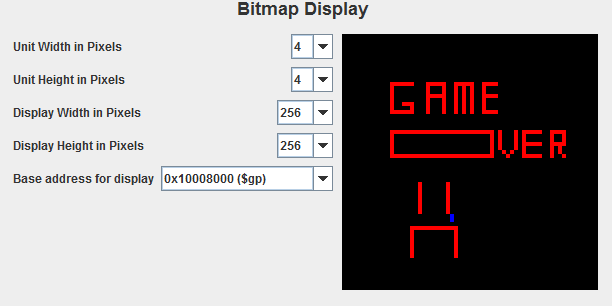 Bitmap Display
Unit Width in Pixels 4
Unit Height in Pixels 4
Display Width in Pixels 256
Display Height in Pixels 256
Base address for display 0x10008000 ($gp)
GAME
OVER